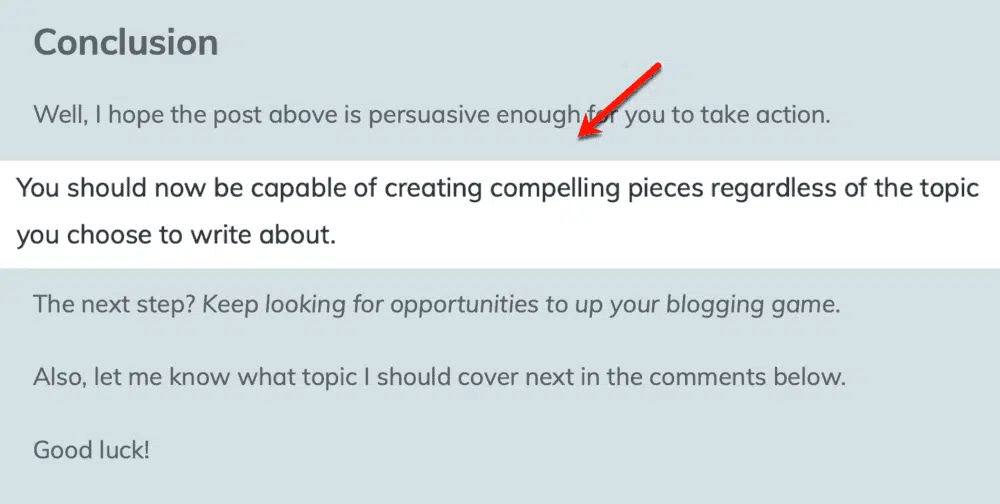 Conclusion
Well, I hope the post above is persuasive enough for you to take action.
You should now be capable of creating compelling pieces regardless of the topic
you choose to write about.
The next step? Keep looking for opportunities to up your blogging game.
Also, let me know what topic I should cover next in the comments below.
Good luck!